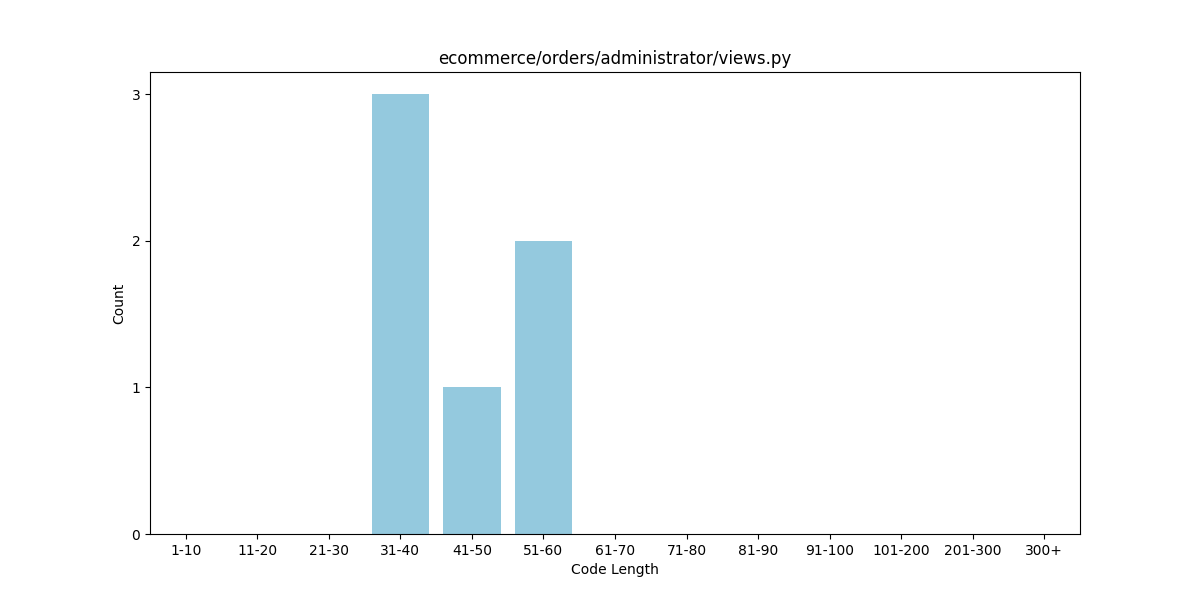 ecommerce/orders/administrator/views.py
3
2
1
0
Count
1-10 11-20 21-30 31-40 41-50 51-60 61-70 71-80 81-90 91-100 101-200 201-300 300+
Code Length